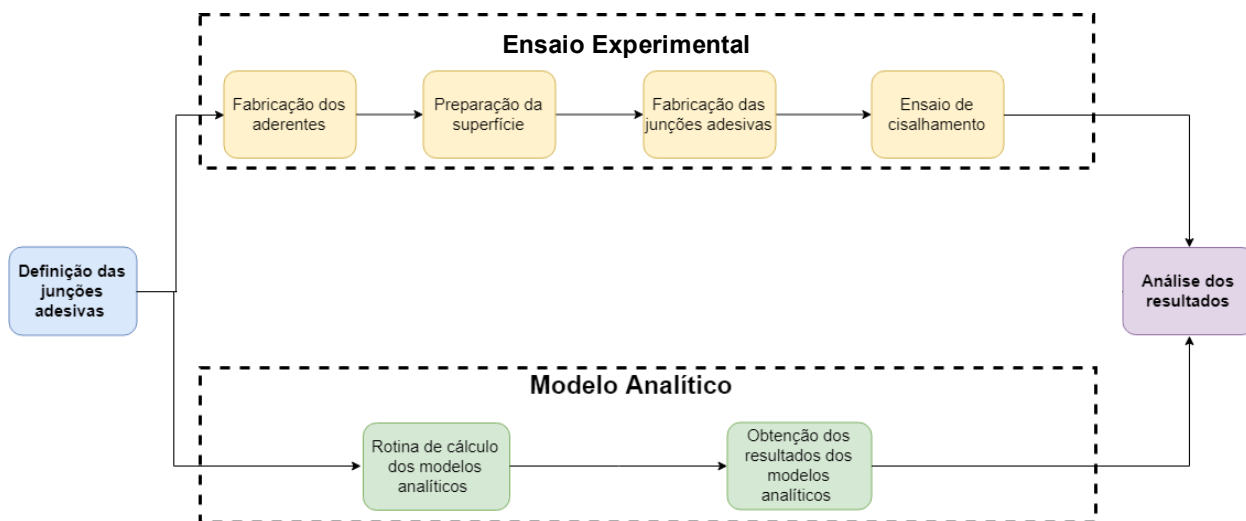 Ensaio Experimental
Fabricação dos
aderentes
Preparação da
superfície
Fabricação das
junções adesivas
Ensaio de
cisalhamento
Definição das
junções
adesivas
Análise dos
resultados
Modelo Analítico
Rotina de cálculo
dos modelos
analíticos
Obtenção dos
resultados dos
modelos
analíticos